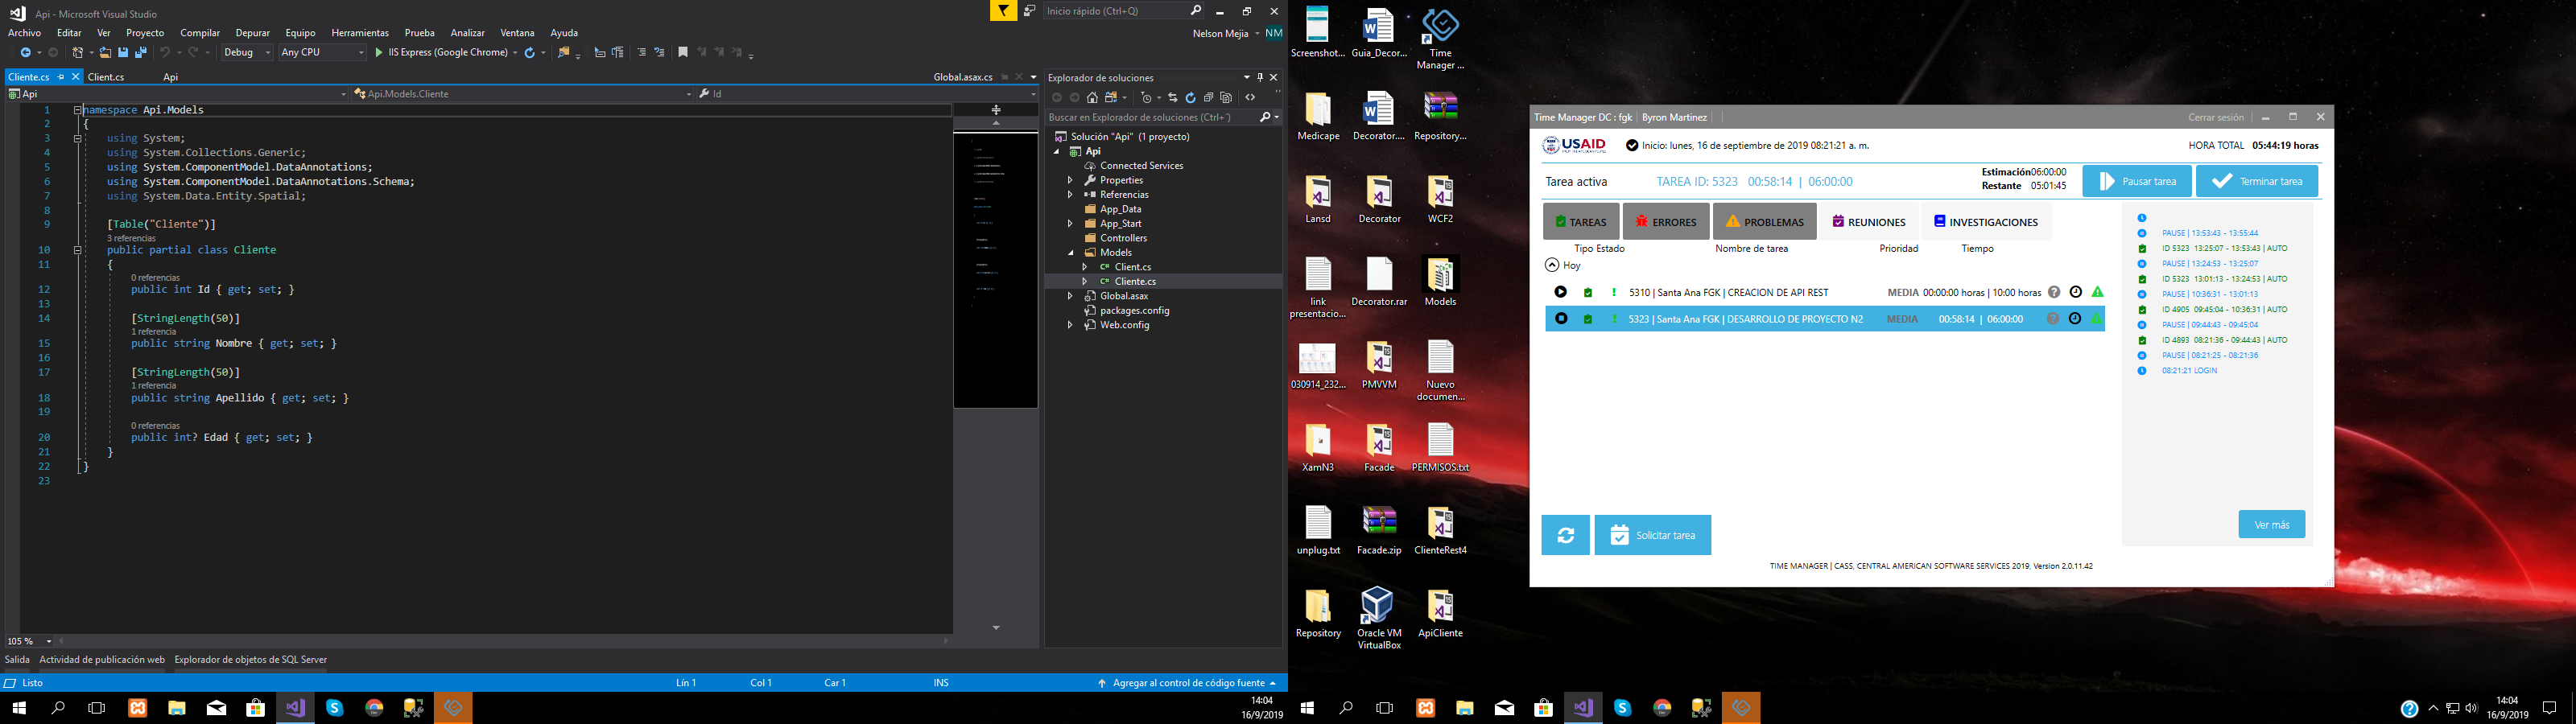 Api - Microsoft Visual Studio
Inicio rápido (Ctrl+Q)
Archivo Editar Ver Proyecto Compilar Depurar Equipo Herramientas Prueba Analizar Ventana Ayuda
Nelson Mejia NM
Debug Any CPU IIS Express (Google Chrome)
Cliente.cs Client.cs Api Global.asax.cs
Api Api.Models.Cliente Id
1 namespace Api.Models
2 {
3 using System;
4 using System.Collections.Generic;
5 using System.ComponentModel.DataAnnotations;
6 using System.ComponentModel.DataAnnotations.Schema;
7 using System.Data.Entity.Spatial;
8
9 [Table("Cliente")]
3 referencias
10 public partial class Cliente
11 {
0 referencias
12 public int Id { get; set; }
13
14 [StringLength(50)]
1 referencia
15 public string Nombre { get; set; }
16
17 [StringLength(50)]
1 referencia
18 public string Apellido { get; set; }
19
0 referencias
20 public int? Edad { get; set; }
21 }
22 }
23
105 %
Explorador de soluciones
Buscar en Explorador de soluciones (Ctrl+´)
Solución "Api" (1 proyecto)
Api
Connected Services
Properties
Referencias
App_Data
App_Start
Controllers
Models
C# Client.cs
C# Cliente.cs
Global.asax
packages.config
Web.config
Salida Actividad de publicación web Explorador de objetos de SQL Server
Listo Lín 1 Col 1 Car 1 INS Agregar al control de código fuente
14:04
16/9/2019
Screenshot... Guia_Decor... Time Manager ...
Medicape Decorator.... Repository...
Lansd Decorator WCF2
link presentacio... Decorator.rar Models
030914_232... PMVVM Nuevo documen...
XamN3 Facade PERMISOS.txt
unplug.txt Facade.zip ClienteRest4
Repository Oracle VM VirtualBox ApiCliente
Time Manager DC : fgk Byron Martinez Cerrar sesión
USAID Inicio: lunes, 16 de septiembre de 2019 08:21:21 a. m. HORA TOTAL 05:44:19 horas
Tarea activa TAREA ID: 5323 00:58:14 | 06:00:00
Estimación 06:00:00
Restante 05:01:45
Pausar tarea Terminar tarea
TAREAS ERRORES PROBLEMAS REUNIONES INVESTIGACIONES
Tipo Estado Nombre de tarea Prioridad Tiempo
Hoy
5310 | Santa Ana FGK | CREACION DE API REST MEDIA 00:00:00 horas | 10:00 horas
5323 | Santa Ana FGK | DESARROLLO DE PROYECTO N2 MEDIA 00:58:14 | 06:00:00
PAUSE | 13:53:43 - 13:55:44
ID 5323 13:25:07 - 13:53:43 | AUTO
PAUSE | 13:24:53 - 13:25:07
ID 5323 13:01:13 - 13:24:53 | AUTO
PAUSE | 10:36:31 - 13:01:13
ID 4905 09:45:04 - 10:36:31 | AUTO
PAUSE | 09:44:43 - 09:45:04
ID 4893 08:21:36 - 09:44:43 | AUTO
PAUSE | 08:21:25 - 08:21:36
08:21:21 LOGIN
Ver más
Solicitar tarea
TIME MANAGER | CASS, CENTRAL AMERICAN SOFTWARE SERVICES 2019, Version 2.0.11.42
14:04
16/9/2019